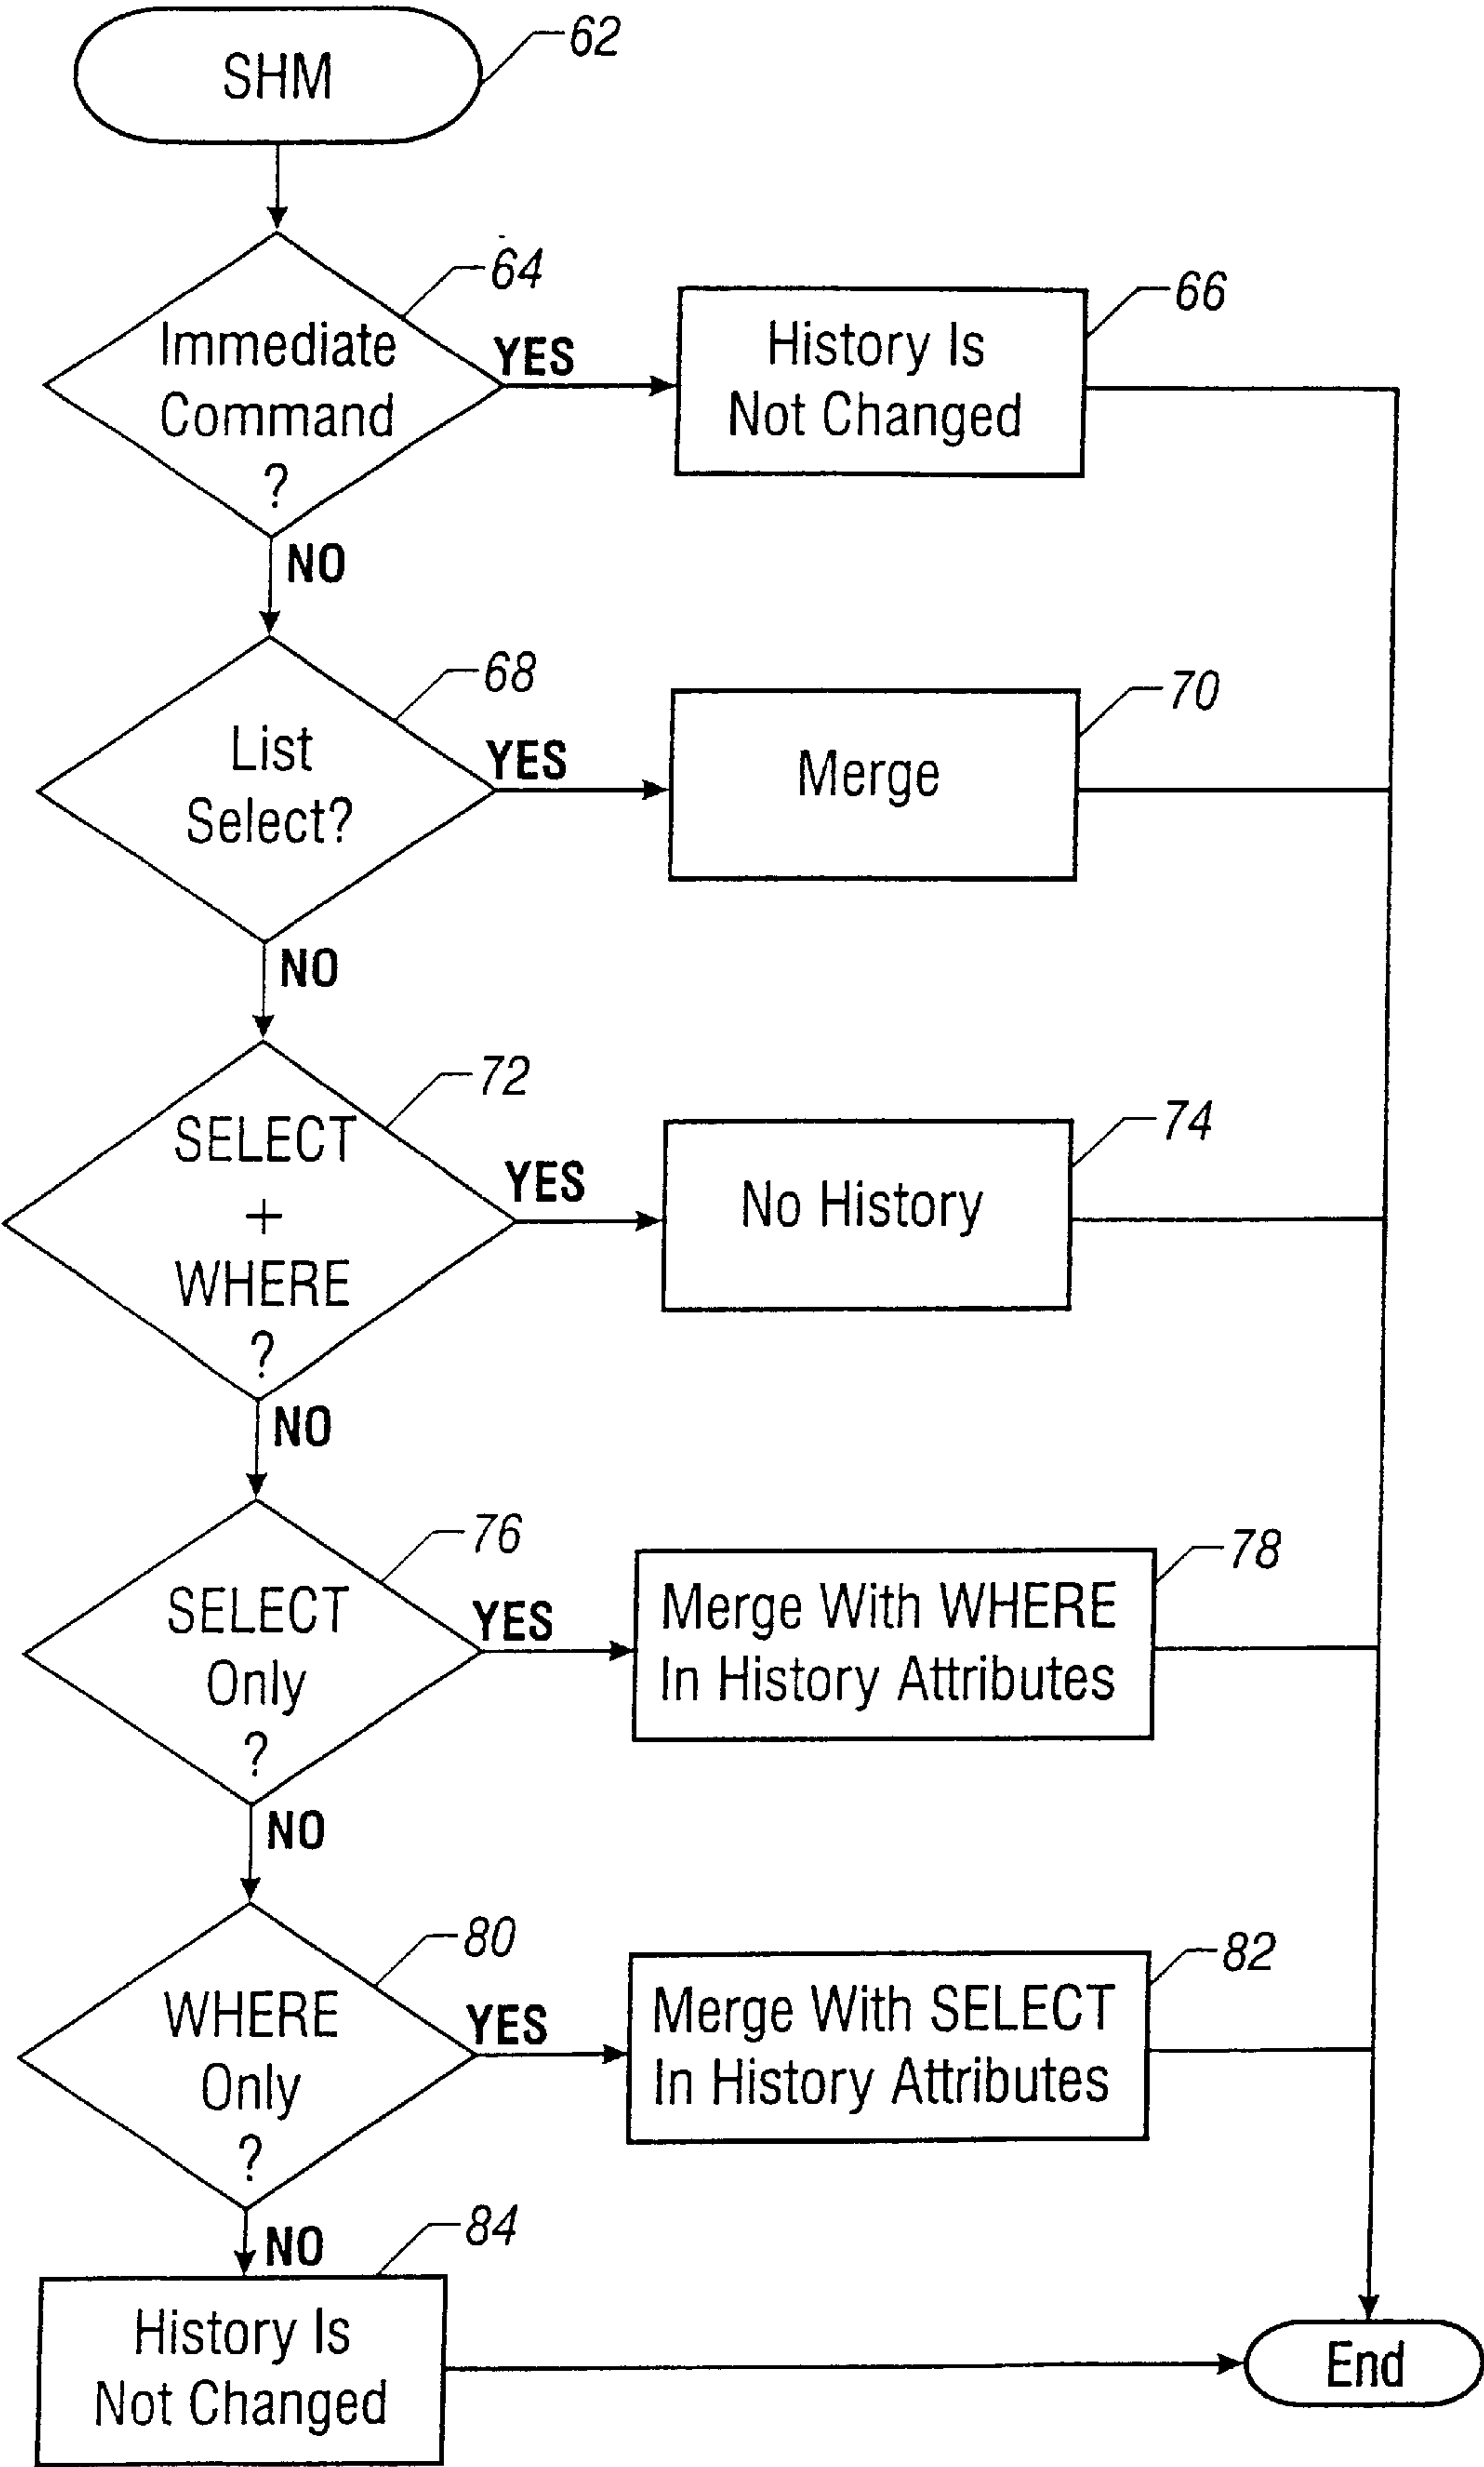 SHM
62
64
Immediate
Command
?
YES
History Is
Not Changed
66
NO
68
List
Select?
YES
Merge
70
NO
72
SELECT
+
WHERE
?
YES
No History
74
NO
76
SELECT
Only
?
YES
Merge With WHERE
In History Attributes
78
NO
80
WHERE
Only
?
YES
Merge With SELECT
In History Attributes
82
NO
84
History Is
Not Changed
End